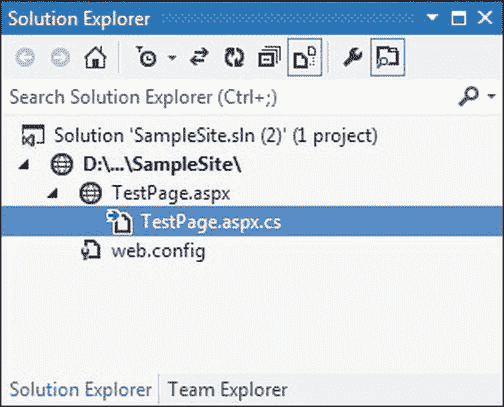 Solution Explorer
Search Solution Explorer (Ctrl+;)
Solution 'SampleSite.sln (2)' (1 project)
D:\...\SampleSite\
TestPage.aspx
TestPage.aspx.cs
web.config
Solution Explorer Team Explorer